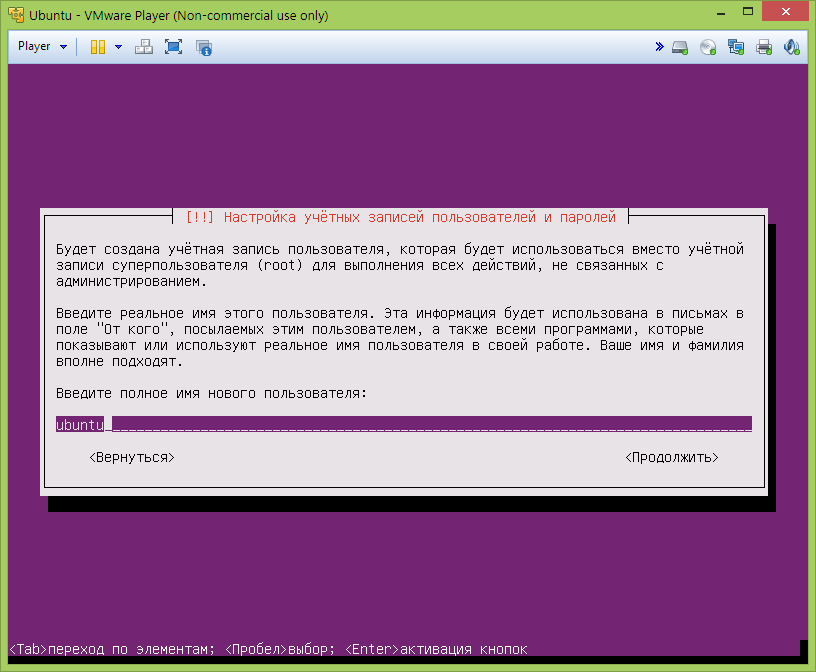 Ubuntu - VMware Player (Non-commercial use only)
Player
[!!] Настройка учётных записей пользователей и паролей
Будет создана учётная запись пользователя, которая будет использоваться вместо учётной
записи суперпользователя (root) для выполнения всех действий, не связанных с
администрированием.
Введите реальное имя этого пользователя. Эта информация будет использована в письмах в
поле "От кого", посылаемых этим пользователем, а также всеми программами, которые
показывают или используют реальное имя пользователя в своей работе. Ваше имя и фамилия
вполне подходят.
Введите полное имя нового пользователя:
ubuntu
<Вернуться> <Продолжить>
<Tab>переход по элементам; <Пробел>выбор; <Enter>активация кнопок